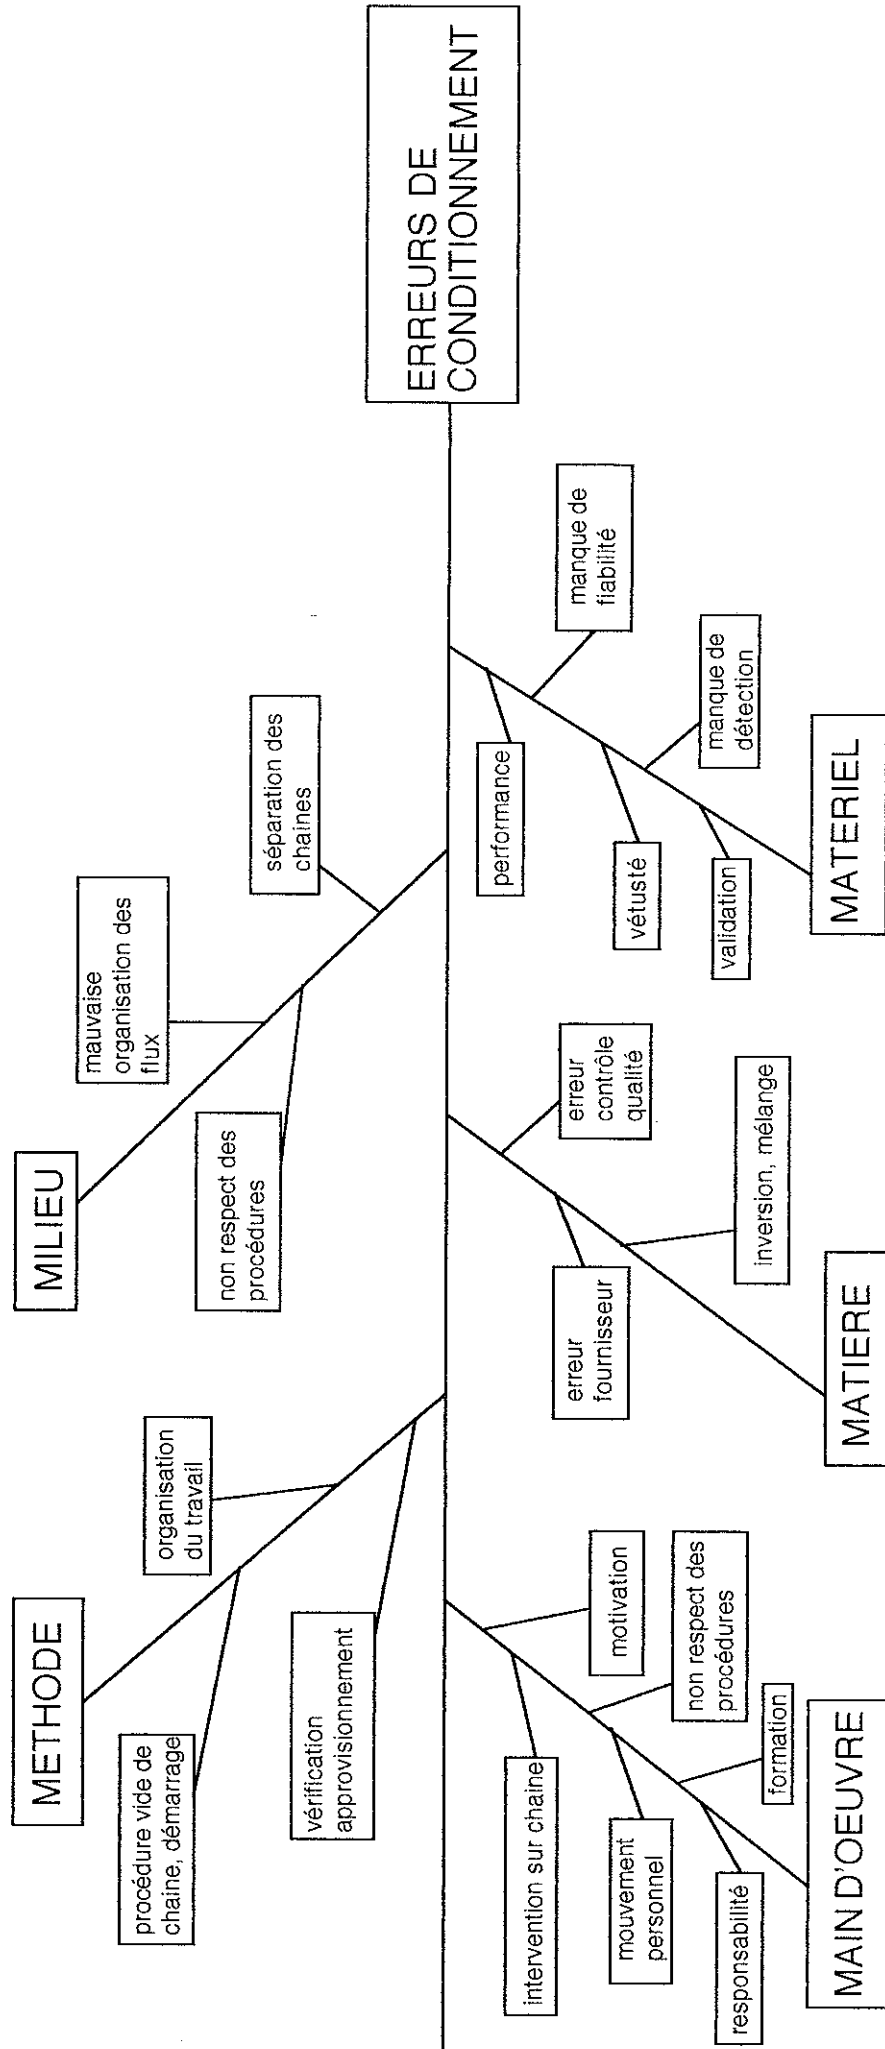 METHODE
procédure vide de
chaine, démarrage
organisation
du travail
vérification
approvisionnement
MILIEU
mauvaise
organisation des
flux
non respect des
procédures
séparation des
chaines
ERREURS DE
CONDITIONNEMENT
MAIN D'OEUVRE
intervention sur chaine
motivation
mouvement
personnel
non respect des
procédures
responsabilité
formation
MATIERE
erreur
fournisseur
erreur
contrôle
qualité
inversion, mélange
MATERIEL
performance
manque de
fiabilité
vétusté
manque de
détection
validation